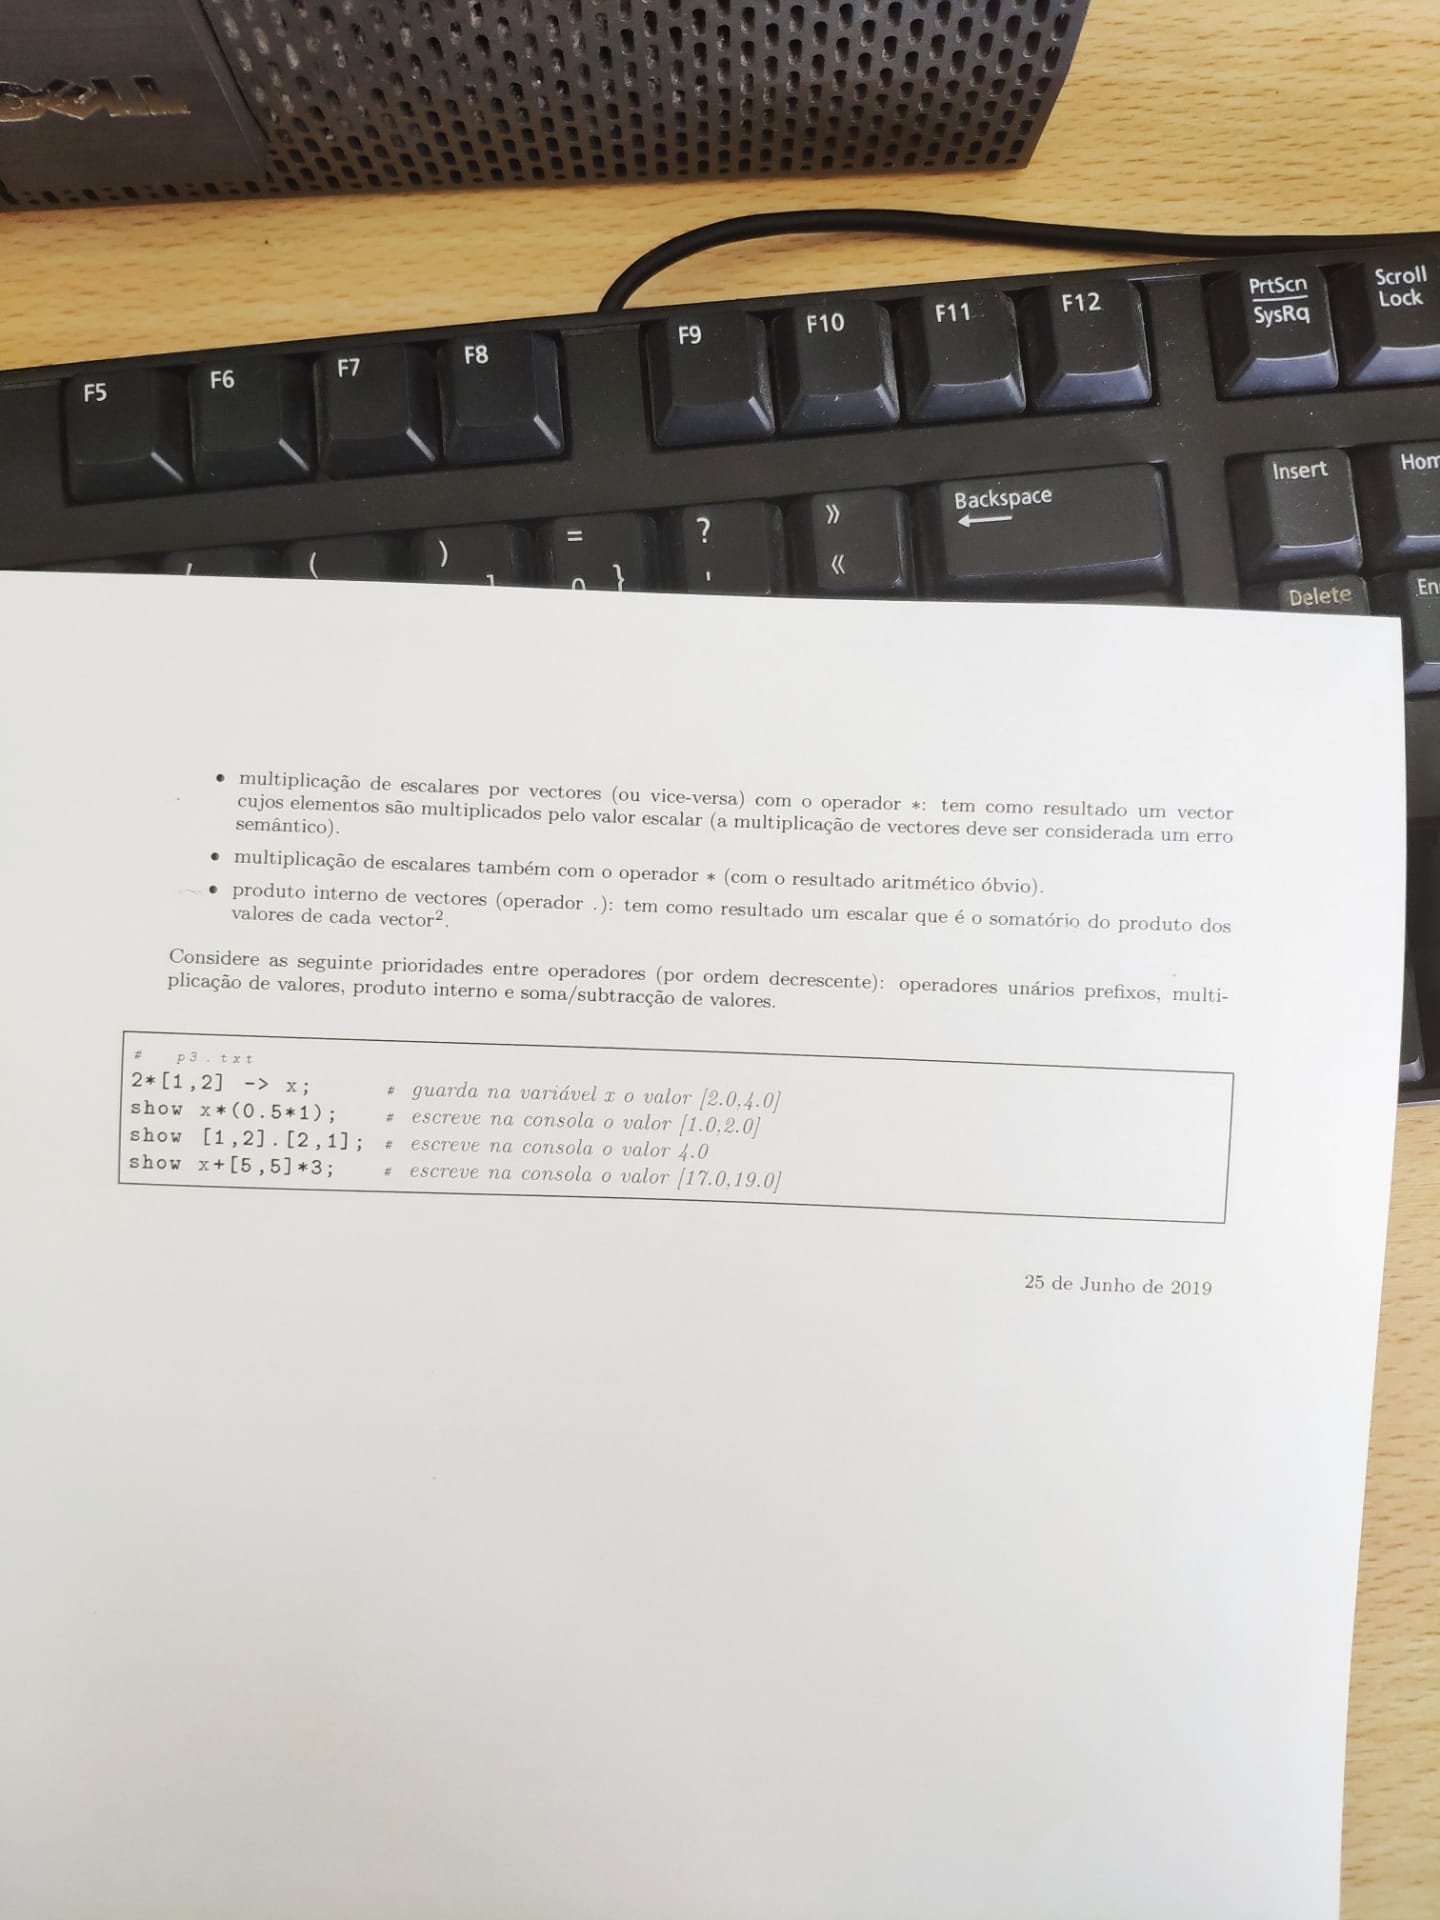 DELL
PrtScn
SysRq
Scroll
Lock
F5
F6
F7
F8
F9
F10
F11
F12
Insert
Hom
Backspace
/
(
)
=
?
»
]
0 }
'
«
Delete
En
• multiplicação de escalares por vectores (ou vice-versa) com o operador *: tem como resultado um vector
cujos elementos são multiplicados pelo valor escalar (a multiplicação de vectores deve ser considerada um erro
semântico).
• multiplicação de escalares também com o operador * (com o resultado aritmético óbvio).
• produto interno de vectores (operador .): tem como resultado um escalar que é o somatório do produto dos
valores de cada vector².
Considere as seguinte prioridades entre operadores (por ordem decrescente): operadores unários prefixos, multi-
plicação de valores, produto interno e soma/subtracção de valores.
# p3.txt
2*[1,2] -> x; # guarda na variável x o valor [2.0,4.0]
show x*(0.5*1); # escreve na consola o valor [1.0,2.0]
show [1,2].[2,1]; # escreve na consola o valor 4.0
show x+[5,5]*3; # escreve na consola o valor [17.0,19.0]
25 de Junho de 2019